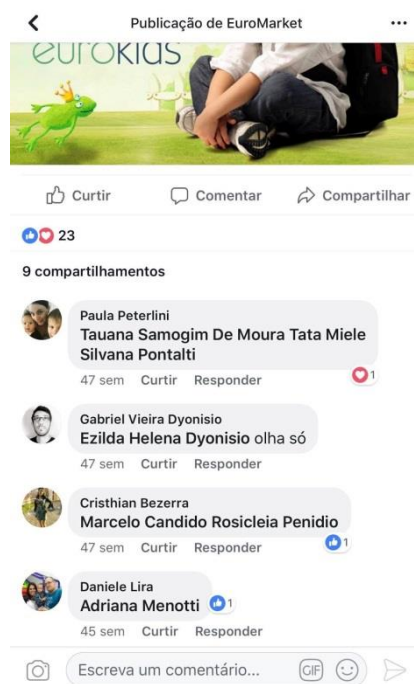 Publicação de EuroMarket
eurokids
Curtir Comentar Compartilhar
23
9 compartilhamentos
Paula Peterlini
Tauana Samogim De Moura Tata Miele
Silvana Pontalti
47 sem Curtir Responder 1
Gabriel Vieira Dyonisio
Ezilda Helena Dyonisio olha só
47 sem Curtir Responder
Cristhian Bezerra
Marcelo Candido Rosicleia Penidio
47 sem Curtir Responder 1
Daniele Lira
Adriana Menotti 1
45 sem Curtir Responder
Escreva um comentário... GIF